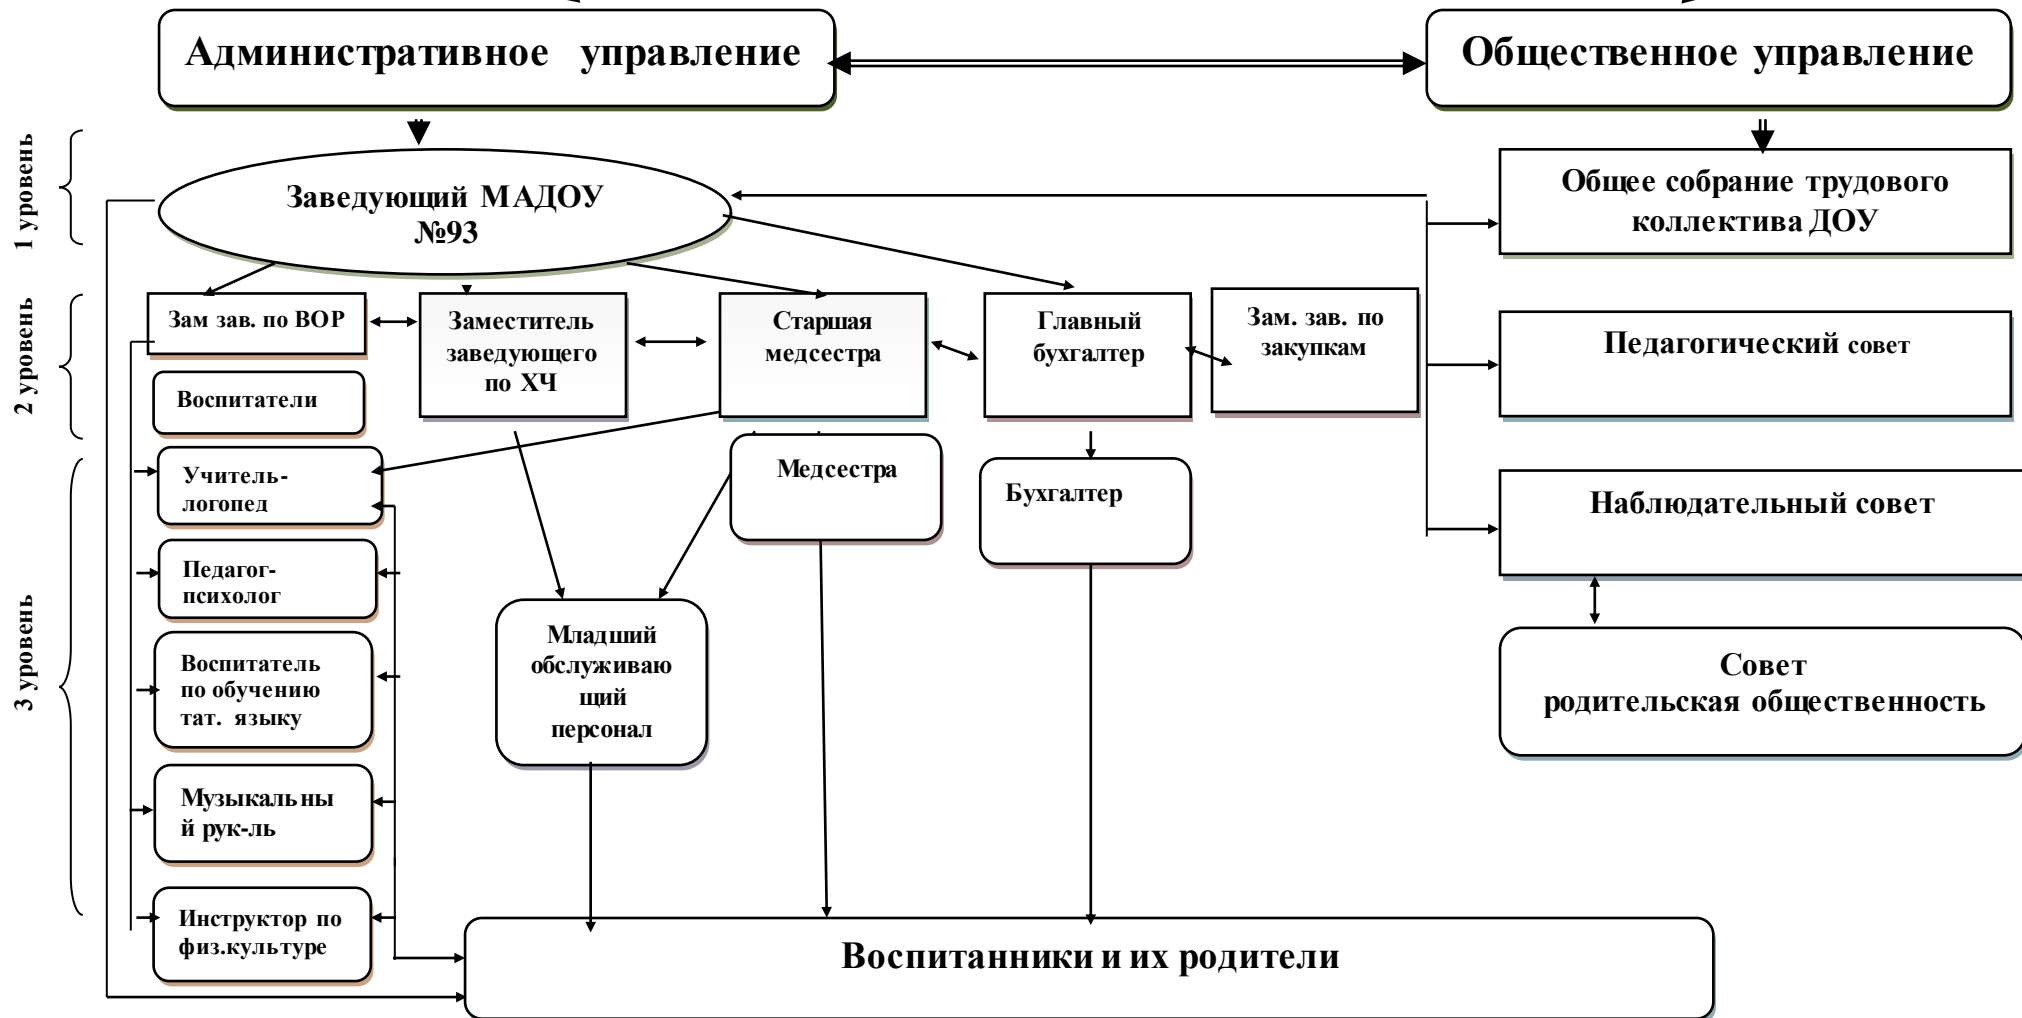 Административное управление
Общественное управление
1 уровень
Заведующий МАДОУ
№93
Общее собрание трудового
коллектива ДОУ
2 уровень
Зам зав. по ВОР
Заместитель
заведующего
по ХЧ
Старшая
медсестра
Главный
бухгалтер
Зам. зав. по
закупкам
Педагогический совет
Воспитатели
3 уровень
Учитель-
логопед
Медсестра
Бухгалтер
Наблюдательный совет
Педагог-
психолог
Младший
обслуживаю
щий
персонал
Воспитатель
по обучению
тат. языку
Совет
родительская общественность
Музыкальны
й рук-ль
Инструктор по
физ.культуре
Воспитанники и их родители